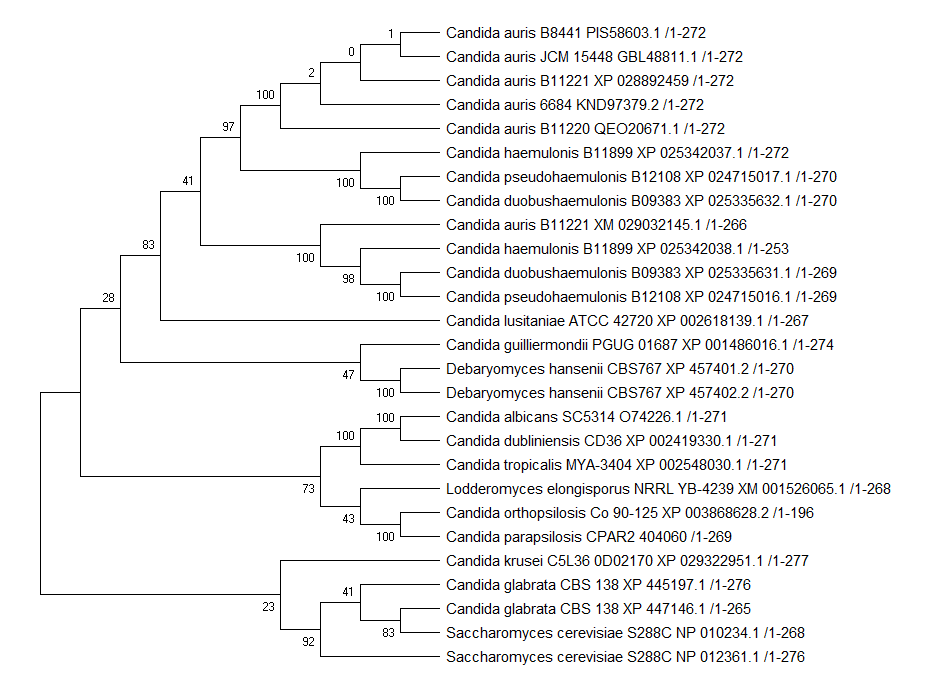 Candida auris B8441 PIS58603.1 /1-272
Candida auris JCM 15448 GBL48811.1 /1-272
Candida auris B11221 XP 028892459 /1-272
Candida auris 6684 KND97379.2 /1-272
Candida auris B11220 QEO20671.1 /1-272
Candida haemulonis B11899 XP 025342037.1 /1-272
Candida pseudohaemulonis B12108 XP 024715017.1 /1-270
Candida duobushaemulonis B09383 XP 025335632.1 /1-270
Candida auris B11221 XM 029032145.1 /1-266
Candida haemulonis B11899 XP 025342038.1 /1-253
Candida duobushaemulonis B09383 XP 025335631.1 /1-269
Candida pseudohaemulonis B12108 XP 024715016.1 /1-269
Candida lusitaniae ATCC 42720 XP 002618139.1 /1-267
Candida guilliermondii PGUG 01687 XP 001486016.1 /1-274
Debaryomyces hansenii CBS767 XP 457401.2 /1-270
Debaryomyces hansenii CBS767 XP 457402.2 /1-270
Candida albicans SC5314 O74226.1 /1-271
Candida dubliniensis CD36 XP 002419330.1 /1-271
Candida tropicalis MYA-3404 XP 002548030.1 /1-271
Lodderomyces elongisporus NRRL YB-4239 XM 001526065.1 /1-268
Candida orthopsilosis Co 90-125 XP 003868628.2 /1-196
Candida parapsilosis CPAR2 404060 /1-269
Candida krusei C5L36 0D02170 XP 029322951.1 /1-277
Candida glabrata CBS 138 XP 445197.1 /1-276
Candida glabrata CBS 138 XP 447146.1 /1-265
Saccharomyces cerevisiae S288C NP 010234.1 /1-268
Saccharomyces cerevisiae S288C NP 012361.1 /1-276
1
0
2
100
97
100
100
41
100
98
100
83
28
47
100
100
100
73
43
100
23
41
83
92